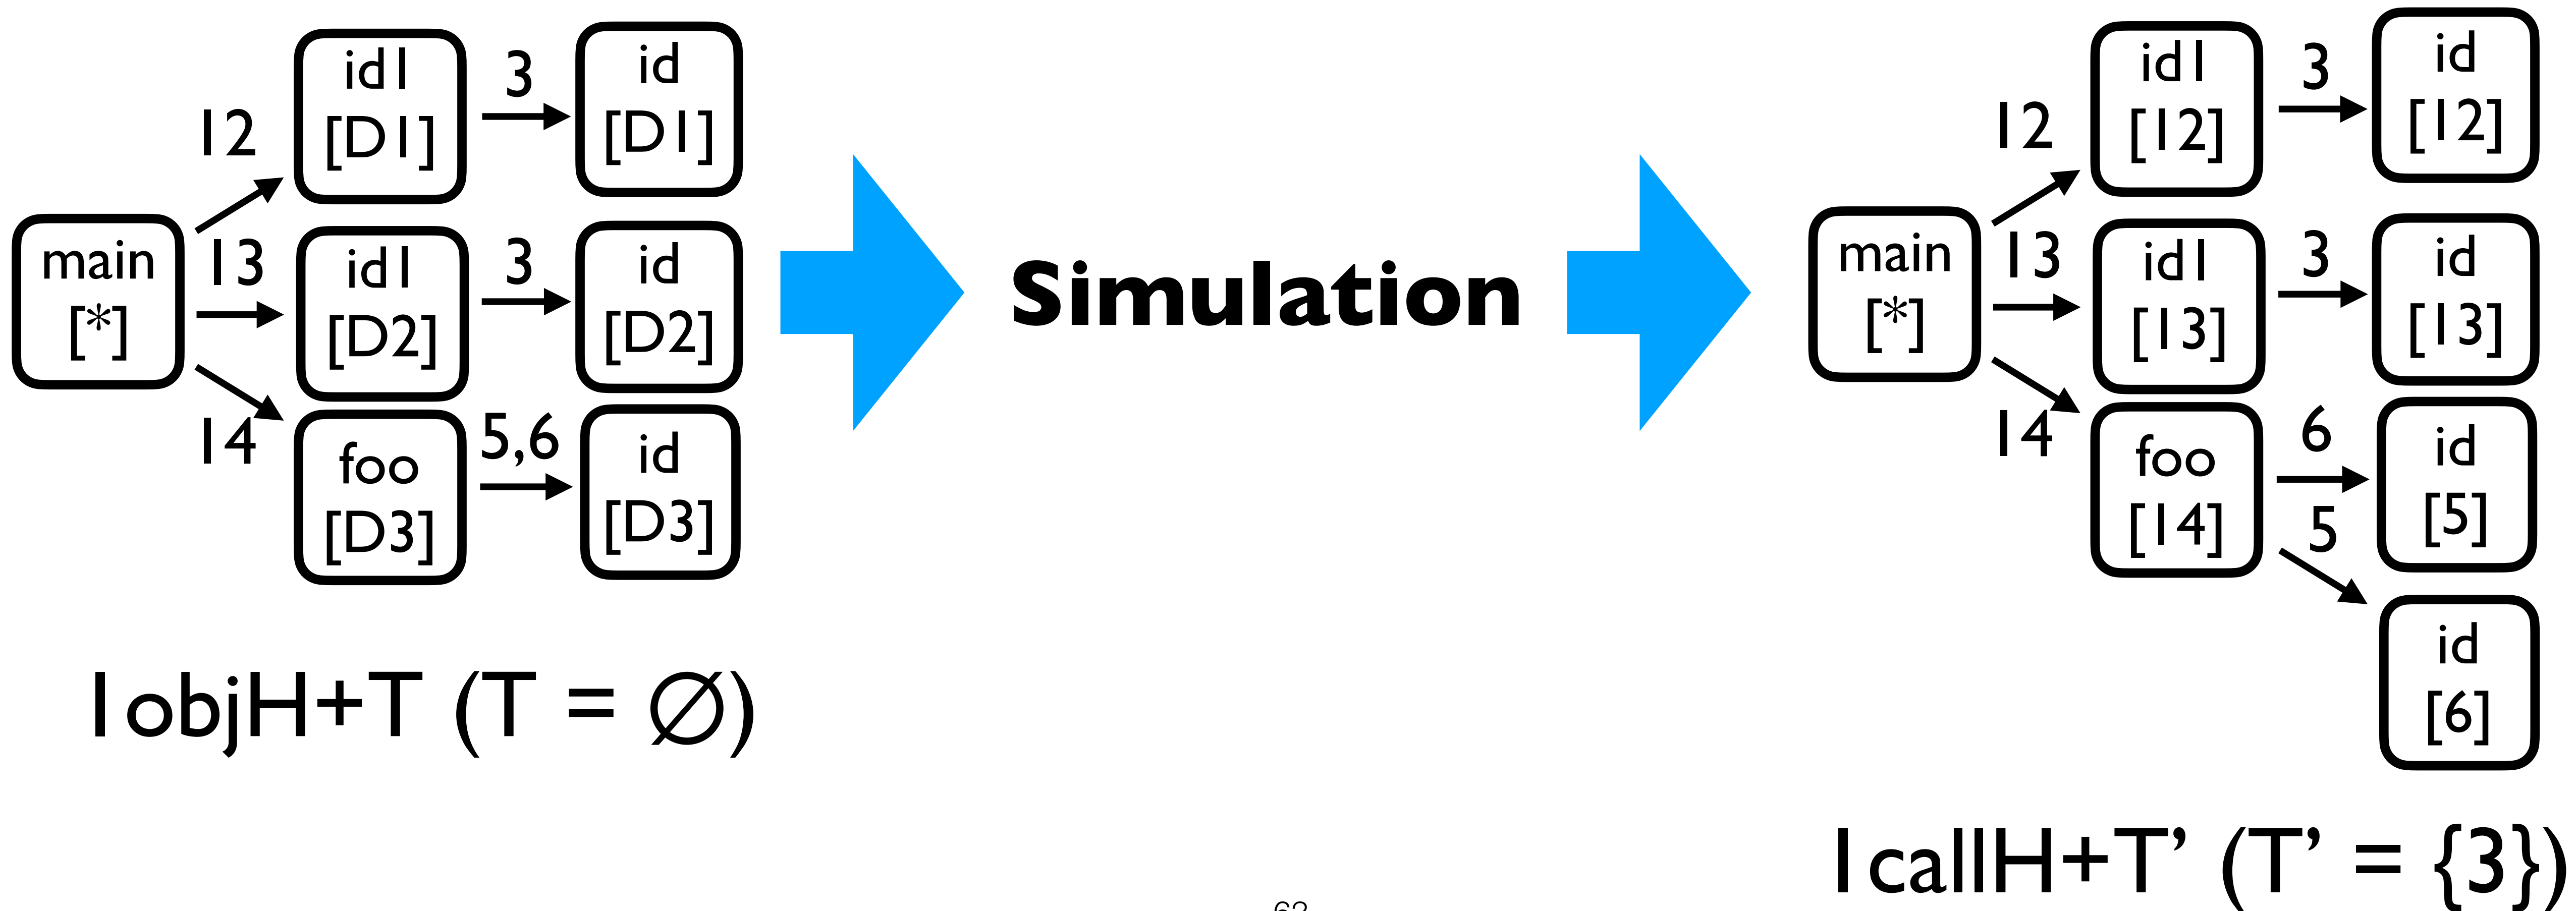 id1
[D1]
3
id
[D1]
12
main
[*]
13
id1
[D2]
3
id
[D2]
14
foo
[D3]
5,6
id
[D3]
1objH+T (T = ∅)
Simulation
id1
[12]
3
id
[12]
12
main
[*]
13
id1
[13]
3
id
[13]
14
foo
[14]
6
id
[5]
5
id
[6]
1callH+T’ (T’ = {3})